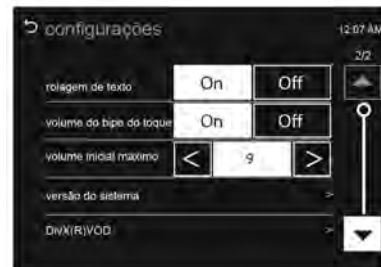 configurações
12:07 AM
2/2
rolagem de texto On Off
volume do bipe do toque On Off
volume inicial máximo < 9 >
versão do sistema >
DivX(R)VOD >